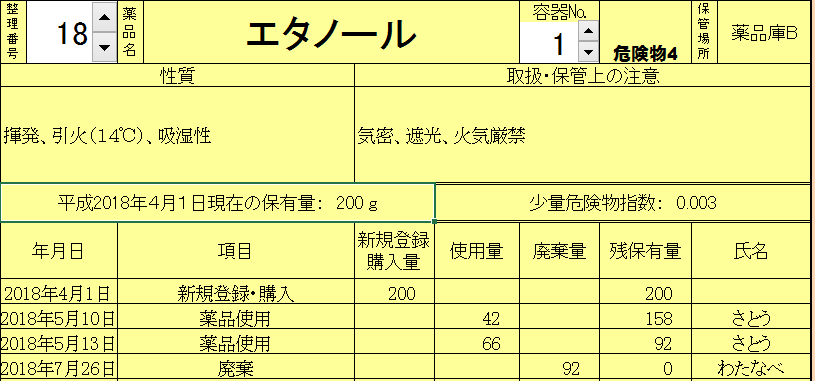 整理番号 18 薬品名 エタノール 容器No. 1 危険物4 保管場所 薬品庫B
性質 取扱・保管上の注意
揮発、引火(14℃)、吸湿性 気密、遮光、火気厳禁
平成2018年4月1日現在の保有量： 200 g 少量危険物指数： 0.003
年月日 項目 新規登録購入量 使用量 廃棄量 残保有量 氏名
2018年4月1日 新規登録・購入 200 200
2018年5月10日 薬品使用 42 158 さとう
2018年5月13日 薬品使用 66 92 さとう
2018年7月26日 廃棄 92 0 わたなべ